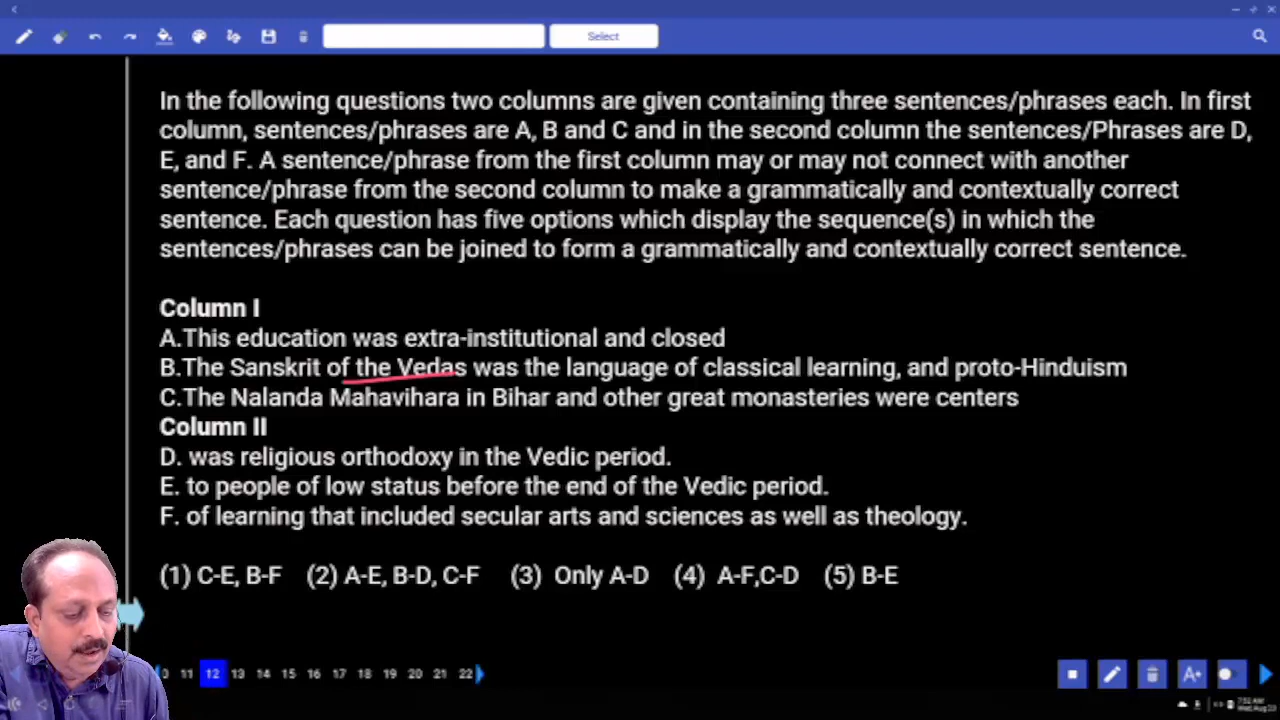 Select
In the following questions two columns are given containing three sentences/phrases each. In first
column, sentences/phrases are A, B and C and in the second column the sentences/Phrases are D,
E, and F. A sentence/phrase from the first column may or may not connect with another
sentence/phrase from the second column to make a grammatically and contextually correct
sentence. Each question has five options which display the sequence(s) in which the
sentences/phrases can be joined to form a grammatically and contextually correct sentence.
Column I
A.This education was extra-institutional and closed
B.The Sanskrit of the Vedas was the language of classical learning, and proto-Hinduism
C.The Nalanda Mahavihara in Bihar and other great monasteries were centers
Column II
D. was religious orthodoxy in the Vedic period.
E. to people of low status before the end of the Vedic period.
F. of learning that included secular arts and sciences as well as theology.
(1) C-E, B-F (2) A-E, B-D, C-F (3) Only A-D (4) A-F,C-D (5) B-E
11 12 13 14 15 16 17 18 19 20 21 22
A+